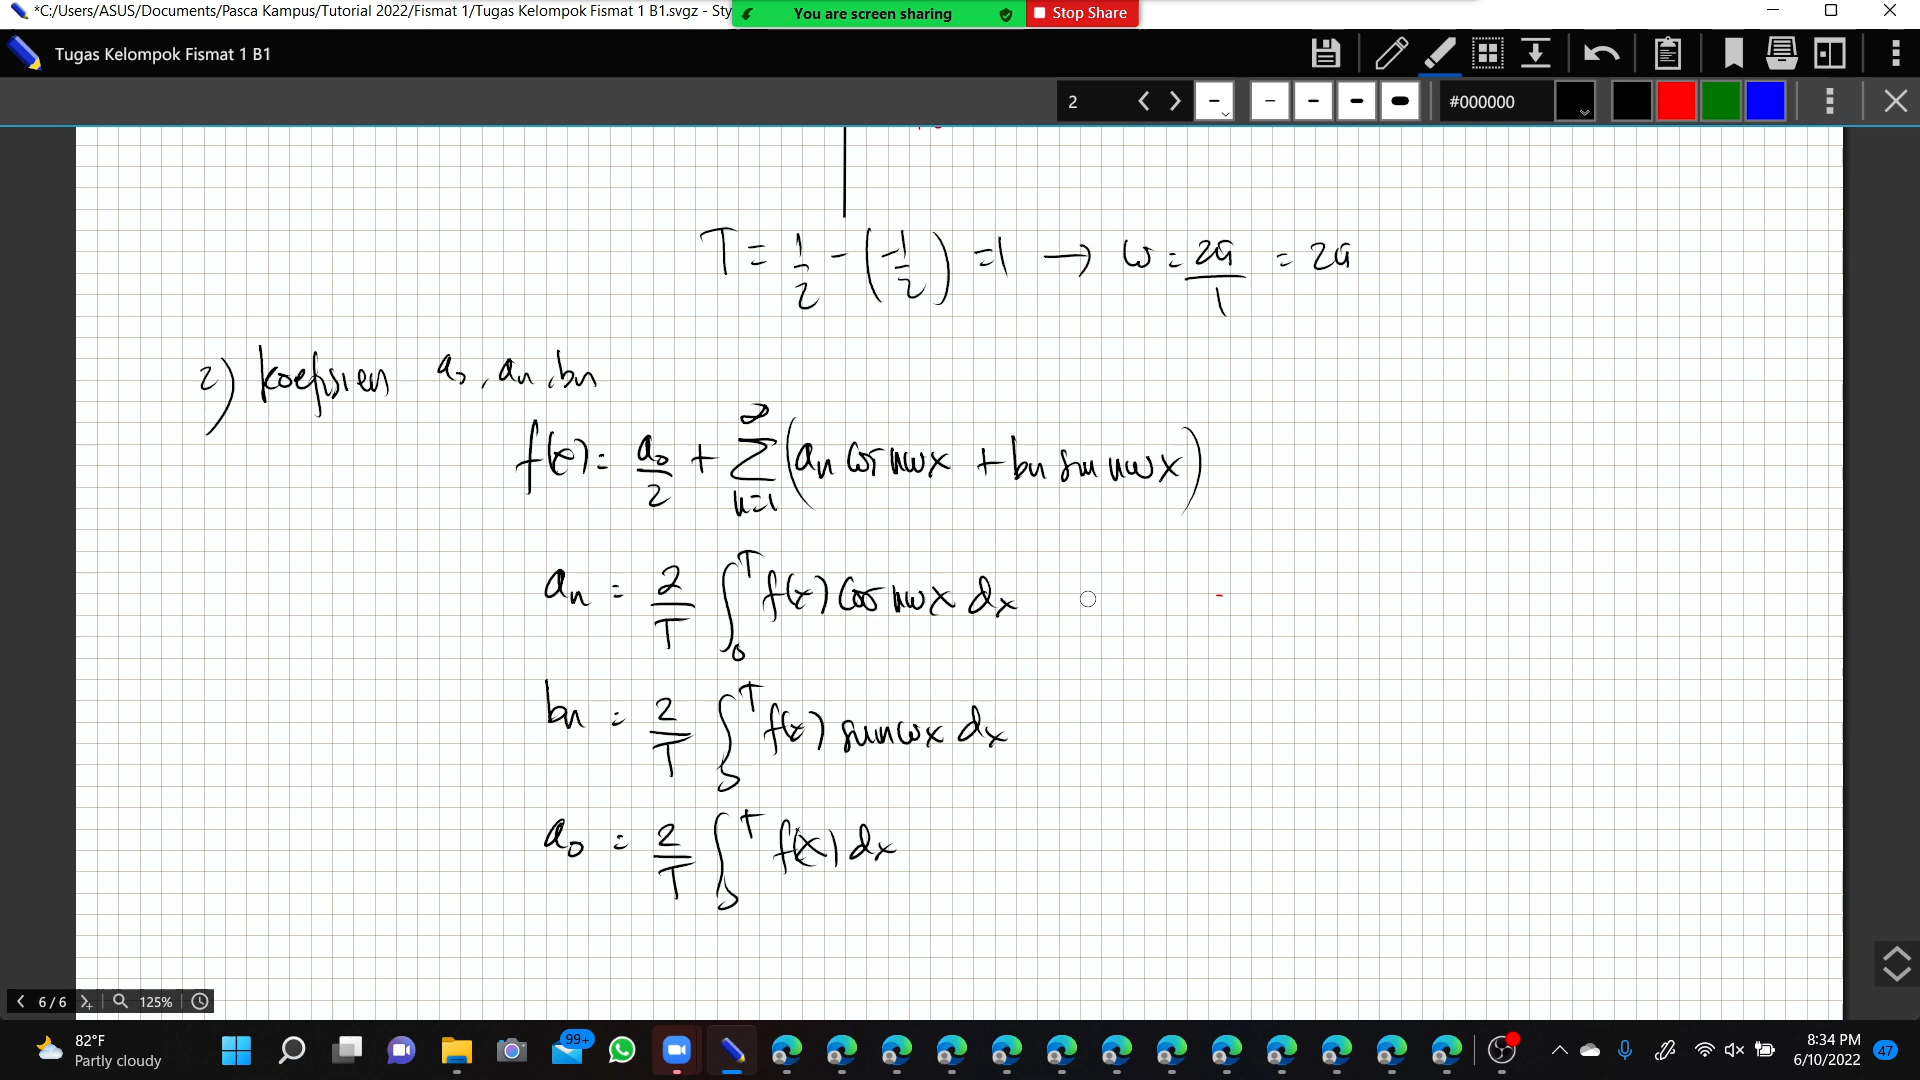 *C:/Users/ASUS/Documents/Pasca Kampus/Tutorial 2022/Fismat 1/Tugas Kelompok Fismat 1 B1.svgz - Sty
You are screen sharing
Stop Share
Tugas Kelompok Fismat 1 B1
2
#000000
T = 1/2 - (-1/2) = 1 → ω = 2π/1 = 2π
2) koefisien a₀, an, bn
f(x) = a₀/2 + ∑ₙ₌₁^∞ (an cos nωx + bn sin nωx)
an = 2/T ∫₀ᵀ f(x) cos nωx dx
bn = 2/T ∫₀ᵀ f(x) sin nωx dx
a₀ = 2/T ∫₀ᵀ f(x) dx
6/6
125%
82°F
Partly cloudy
99+
8:34 PM
6/10/2022
47